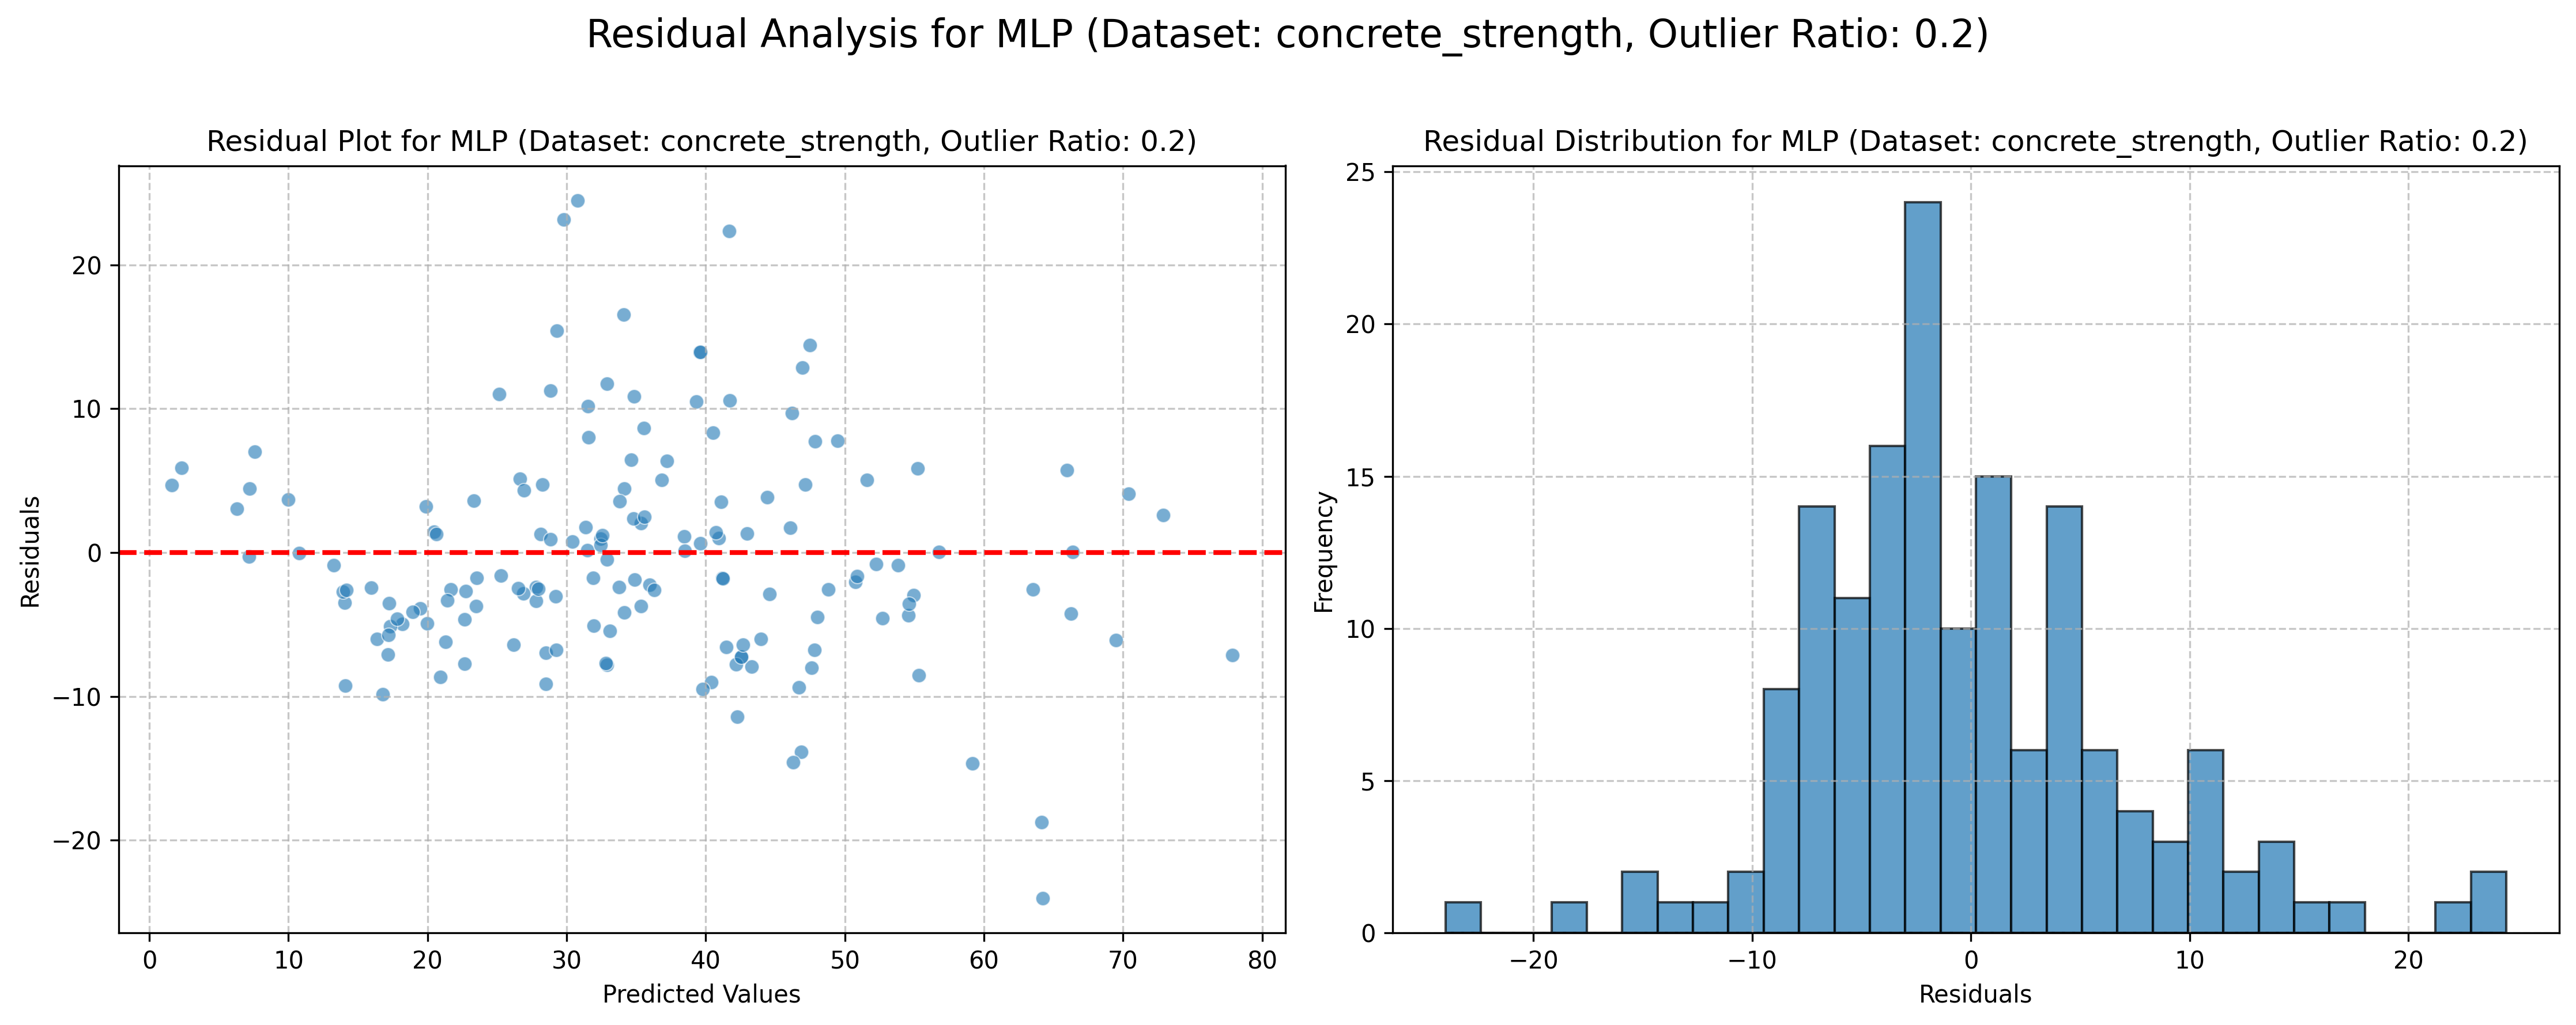 Residual Analysis for MLP (Dataset: concrete_strength, Outlier Ratio: 0.2)
Residual Plot for MLP (Dataset: concrete_strength, Outlier Ratio: 0.2)
Residuals
20
10
0
−10
−20
0 10 20 30 40 50 60 70 80
Predicted Values
Residual Distribution for MLP (Dataset: concrete_strength, Outlier Ratio: 0.2)
Frequency
25
20
15
10
5
0
−20 −10 0 10 20
Residuals